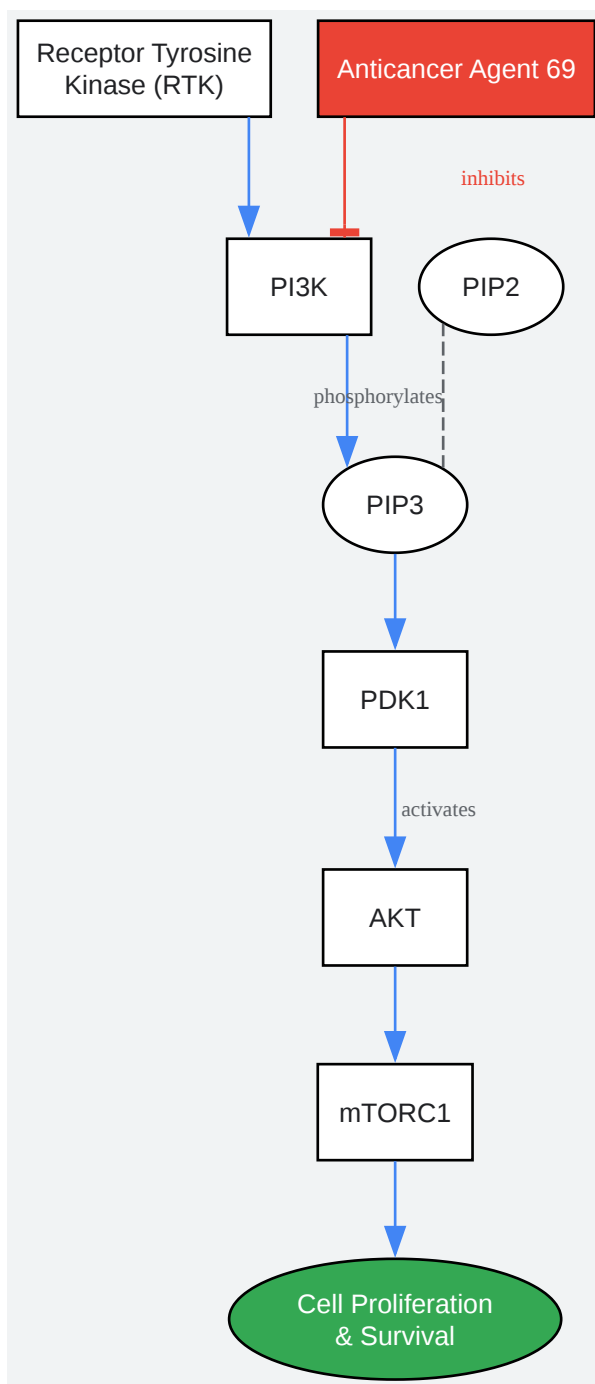 Receptor Tyrosine
Kinase (RTK)
Anticancer Agent 69
inhibits
PI3K
PIP2
phosphorylates
PIP3
PDK1
activates
AKT
mTORC1
Cell Proliferation
& Survival